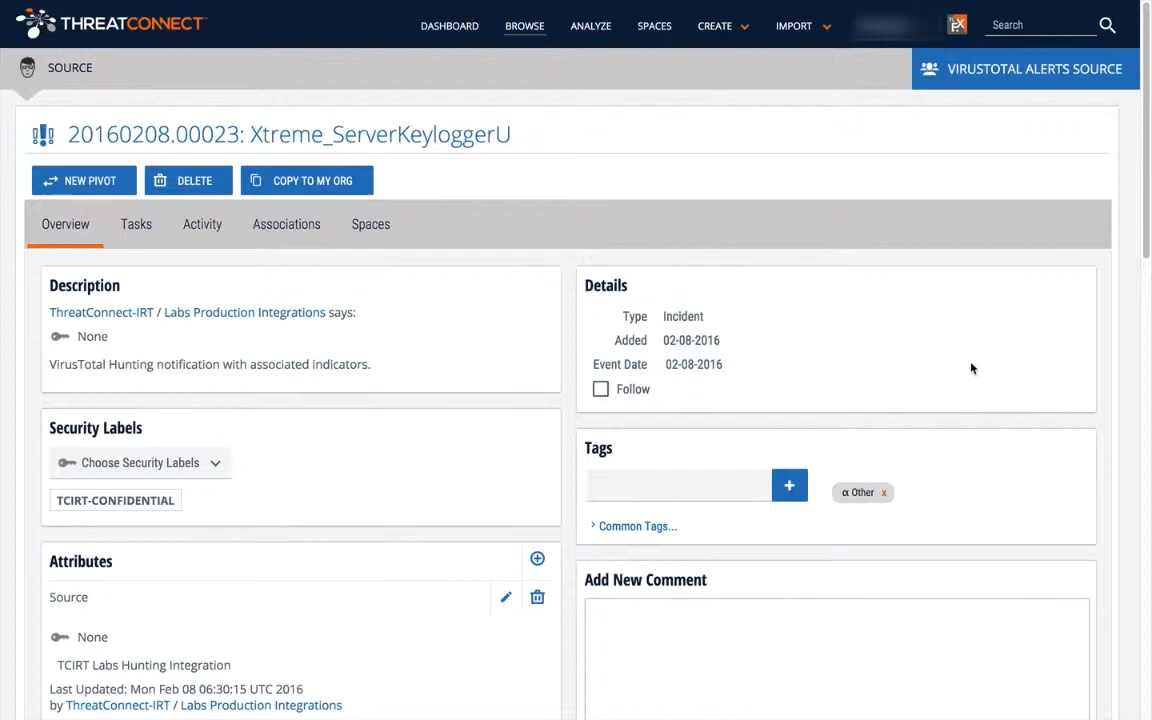 THREATCONNECT
DASHBOARD
BROWSE
ANALYZE
SPACES
CREATE
IMPORT
Search
SOURCE
VIRUSTOTAL ALERTS SOURCE
20160208.00023: Xtreme_ServerKeyloggerU
NEW PIVOT
DELETE
COPY TO MY ORG
Overview
Tasks
Activity
Associations
Spaces
Description
ThreatConnect-IRT / Labs Production Integrations says:
None
VirusTotal Hunting notification with associated indicators.
Security Labels
Choose Security Labels
TCIRT-CONFIDENTIAL
Attributes
Source
None
TCIRT Labs Hunting Integration
Last Updated: Mon Feb 08 06:30:15 UTC 2016
by ThreatConnect-IRT / Labs Production Integrations
Details
Type Incident
Added 02-08-2016
Event Date 02-08-2016
Follow
Tags
+
α Other x
Common Tags...
Add New Comment